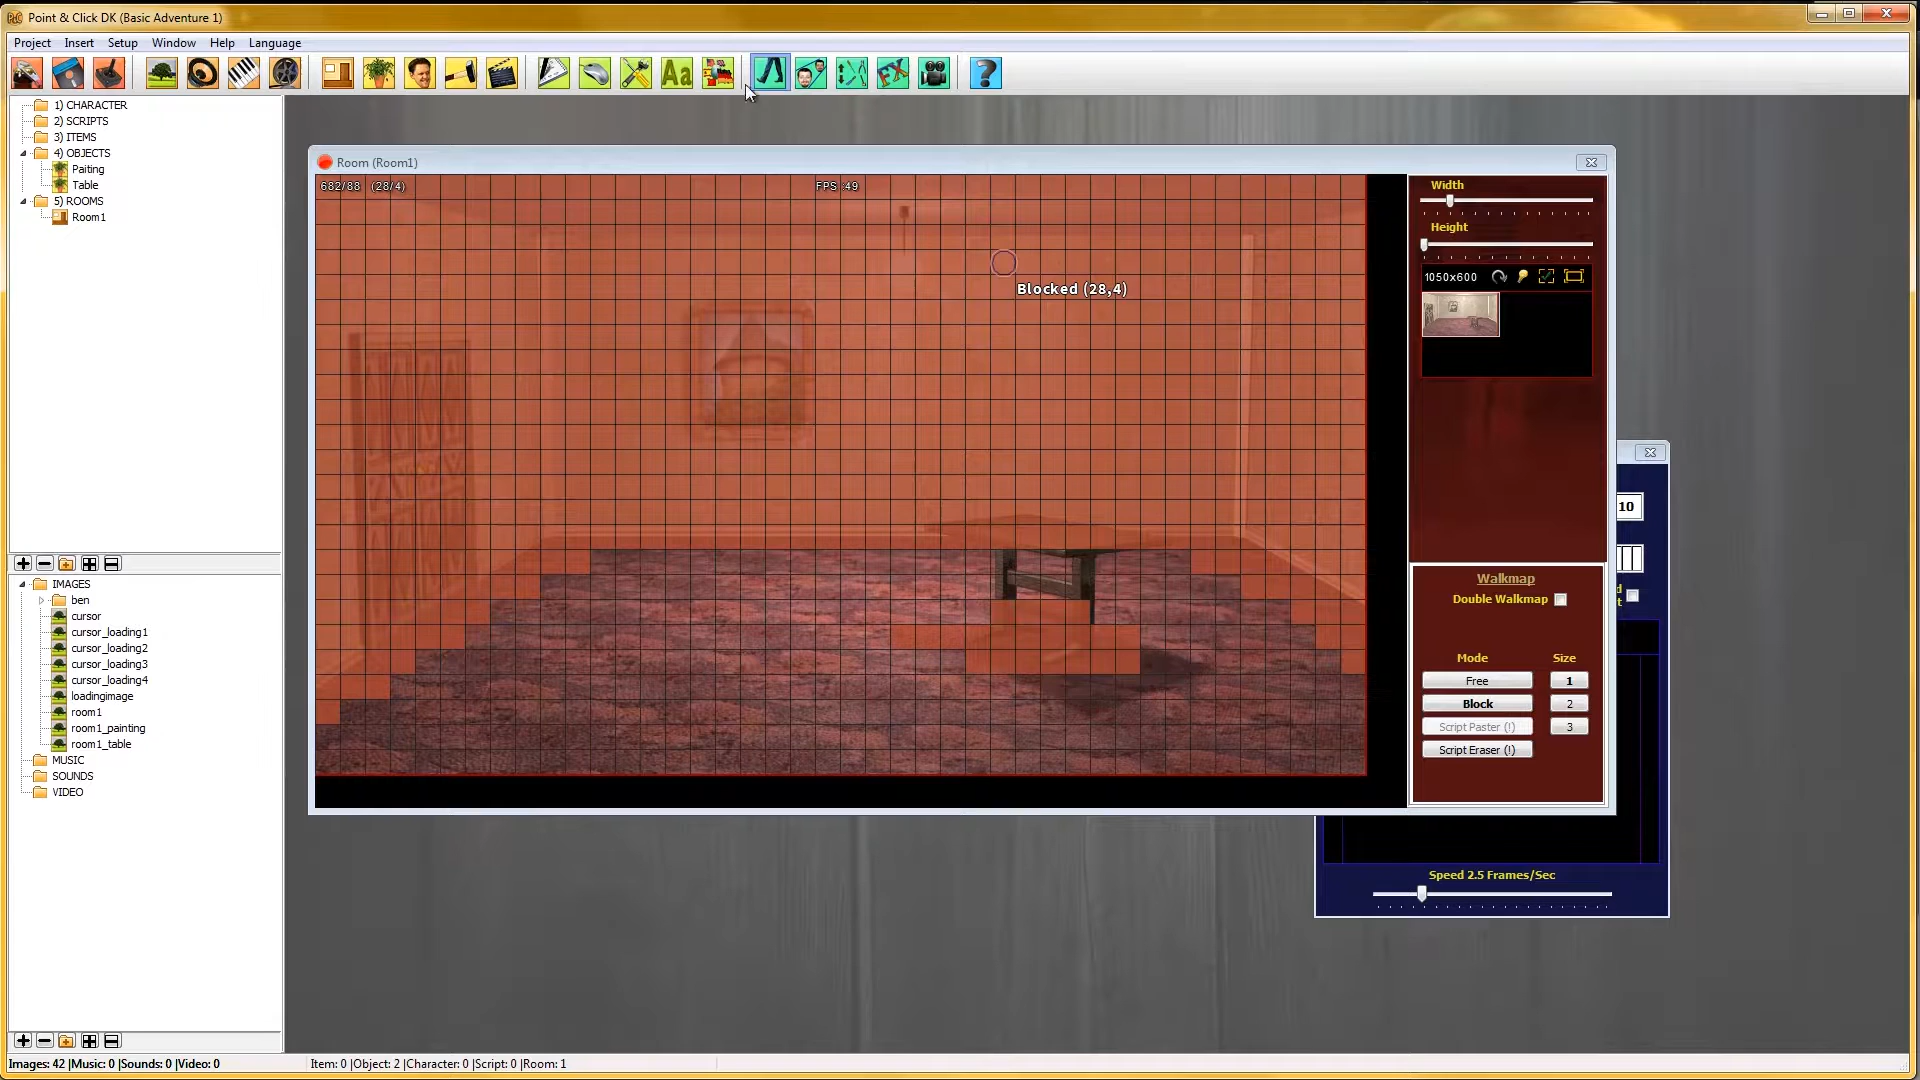 Point & Click DK (Basic Adventure 1)
Project Insert Setup Window Help Language
Aa
FX
?
1) CHARACTER
2) SCRIPTS
3) ITEMS
4) OBJECTS
Paiting
Table
5) ROOMS
Room1
IMAGES
ben
cursor
cursor_loading1
cursor_loading2
cursor_loading3
cursor_loading4
loadingimage
room1
room1_painting
room1_table
MUSIC
SOUNDS
VIDEO
Room (Room1)
682/88 (28/4)
FPS :49
Blocked (28,4)
Width
Height
1050x600
Walkmap
Double Walkmap
Mode Size
Free 1
Block 2
Script Paster (!) 3
Script Eraser (!)
10
Speed 2.5 Frames/Sec
Images: 42 |Music: 0 |Sounds: 0 |Video: 0
Item: 0 |Object: 2 |Character: 0 |Script: 0 |Room: 1